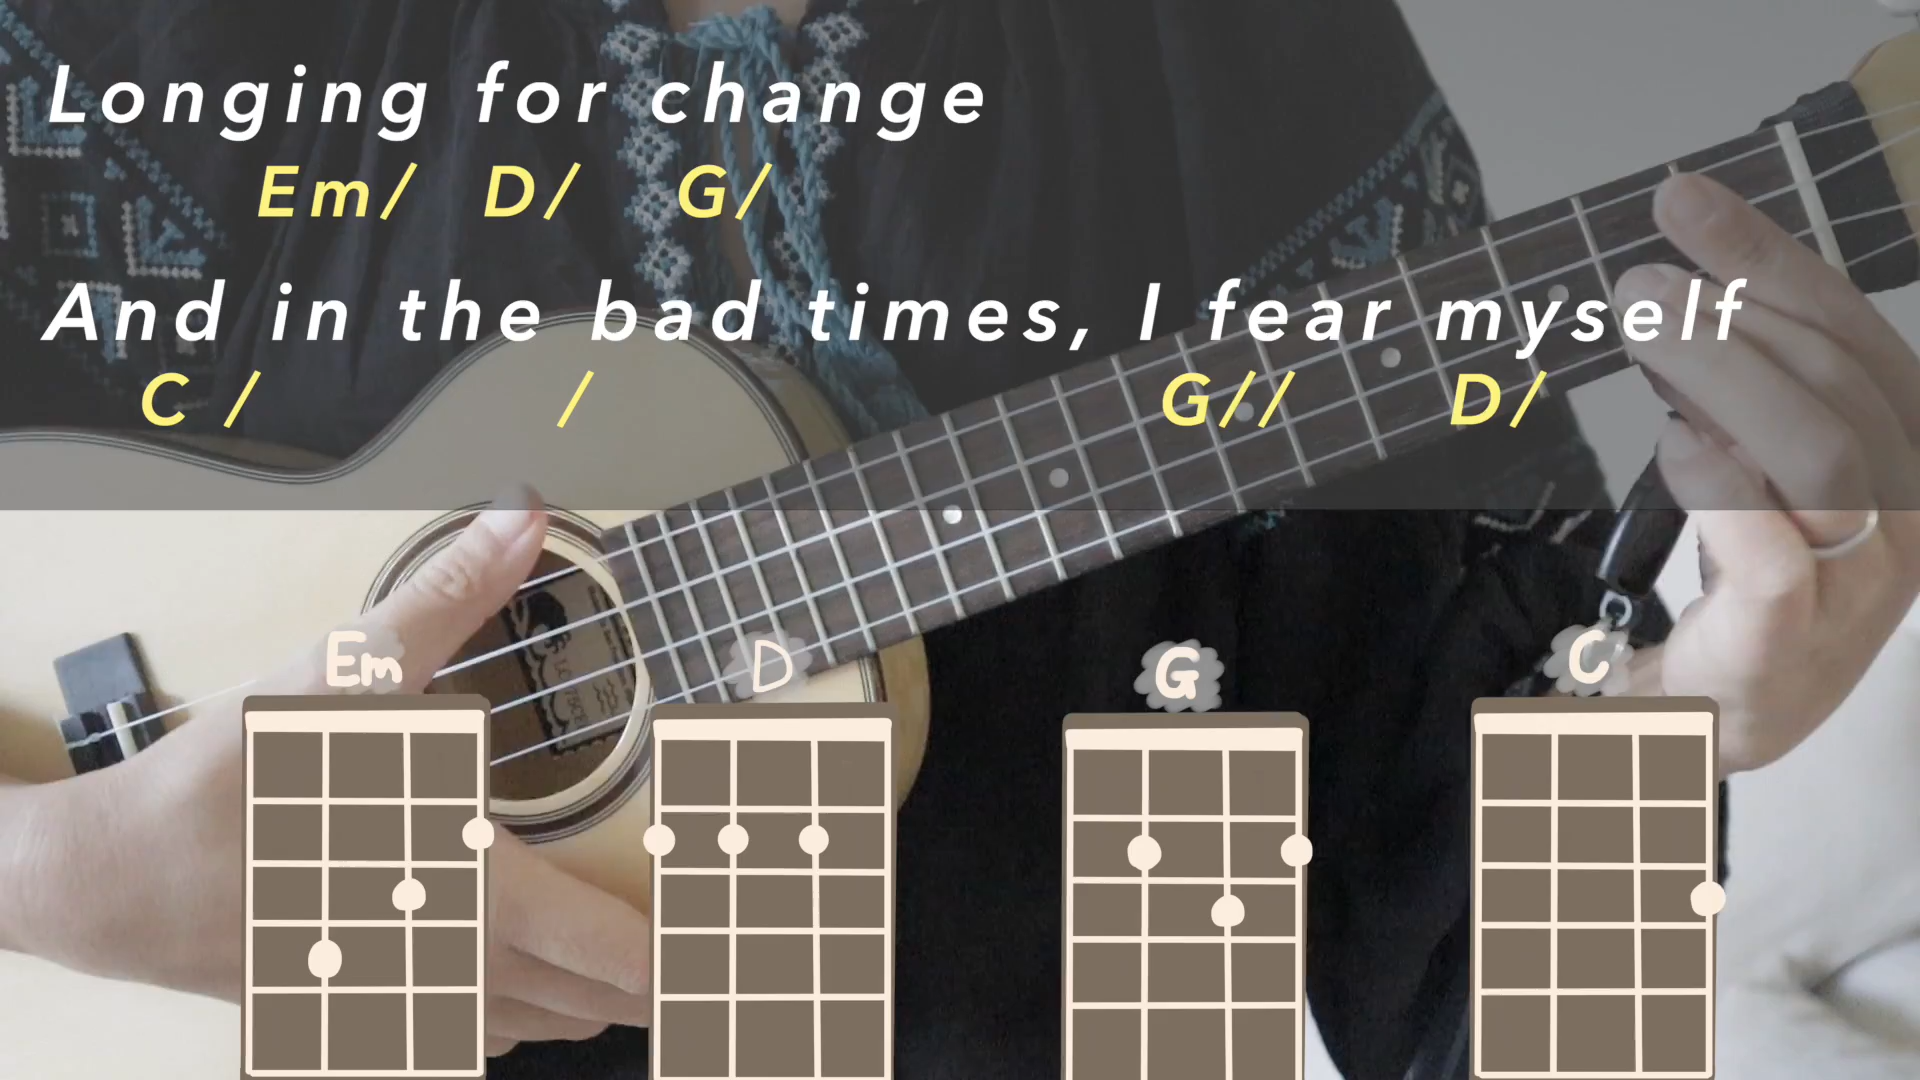 Longing for change
Em/ D/ G/
And in the bad times, I fear myself
C / / G// D/
Em D G C